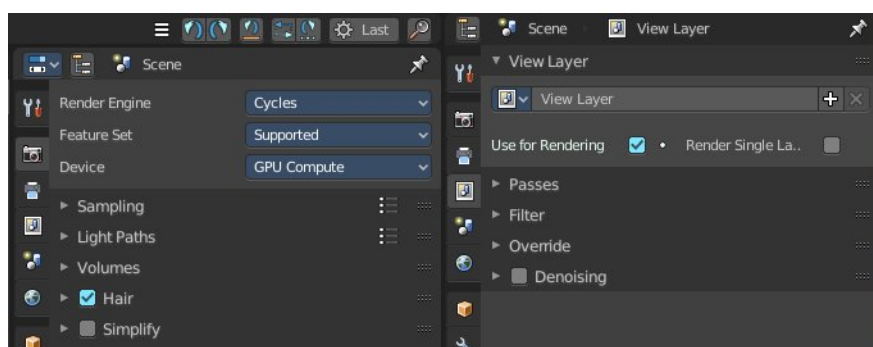 Last
Scene
Render Engine
Cycles
Feature Set
Supported
Device
GPU Compute
Sampling
Light Paths
Volumes
Hair
Simplify
Scene
View Layer
View Layer
View Layer
Use for Rendering
Render Single La..
Passes
Filter
Override
Denoising